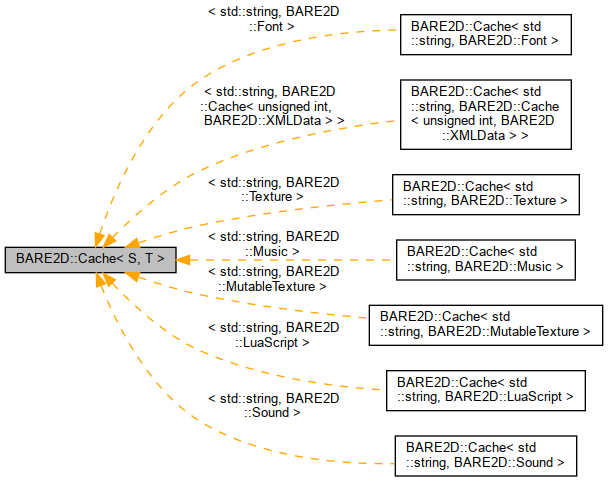 < std::string, BARE2D
::Font >
BARE2D::Cache< std
::string, BARE2D::Font >
< std::string, BARE2D
::Cache< unsigned int,
BARE2D::XMLData > >
BARE2D::Cache< std
::string, BARE2D::Cache
< unsigned int, BARE2D
::XMLData > >
< std::string, BARE2D
::Texture >
BARE2D::Cache< std
::string, BARE2D::Texture >
BARE2D::Cache< S, T >
< std::string, BARE2D
::Music >
BARE2D::Cache< std
::string, BARE2D::Music >
< std::string, BARE2D
::MutableTexture >
BARE2D::Cache< std
::string, BARE2D::MutableTexture >
< std::string, BARE2D
::LuaScript >
BARE2D::Cache< std
::string, BARE2D::LuaScript >
< std::string, BARE2D
::Sound >
BARE2D::Cache< std
::string, BARE2D::Sound >